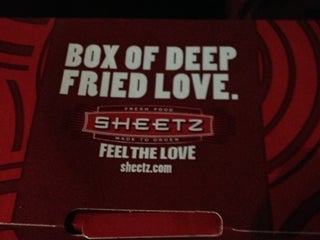 BOX OF DEEP
FRIED LOVE.
FRESH FOOD
SHEETZ
MADE TO ORDER
FEEL THE LOVE
sheetz.com